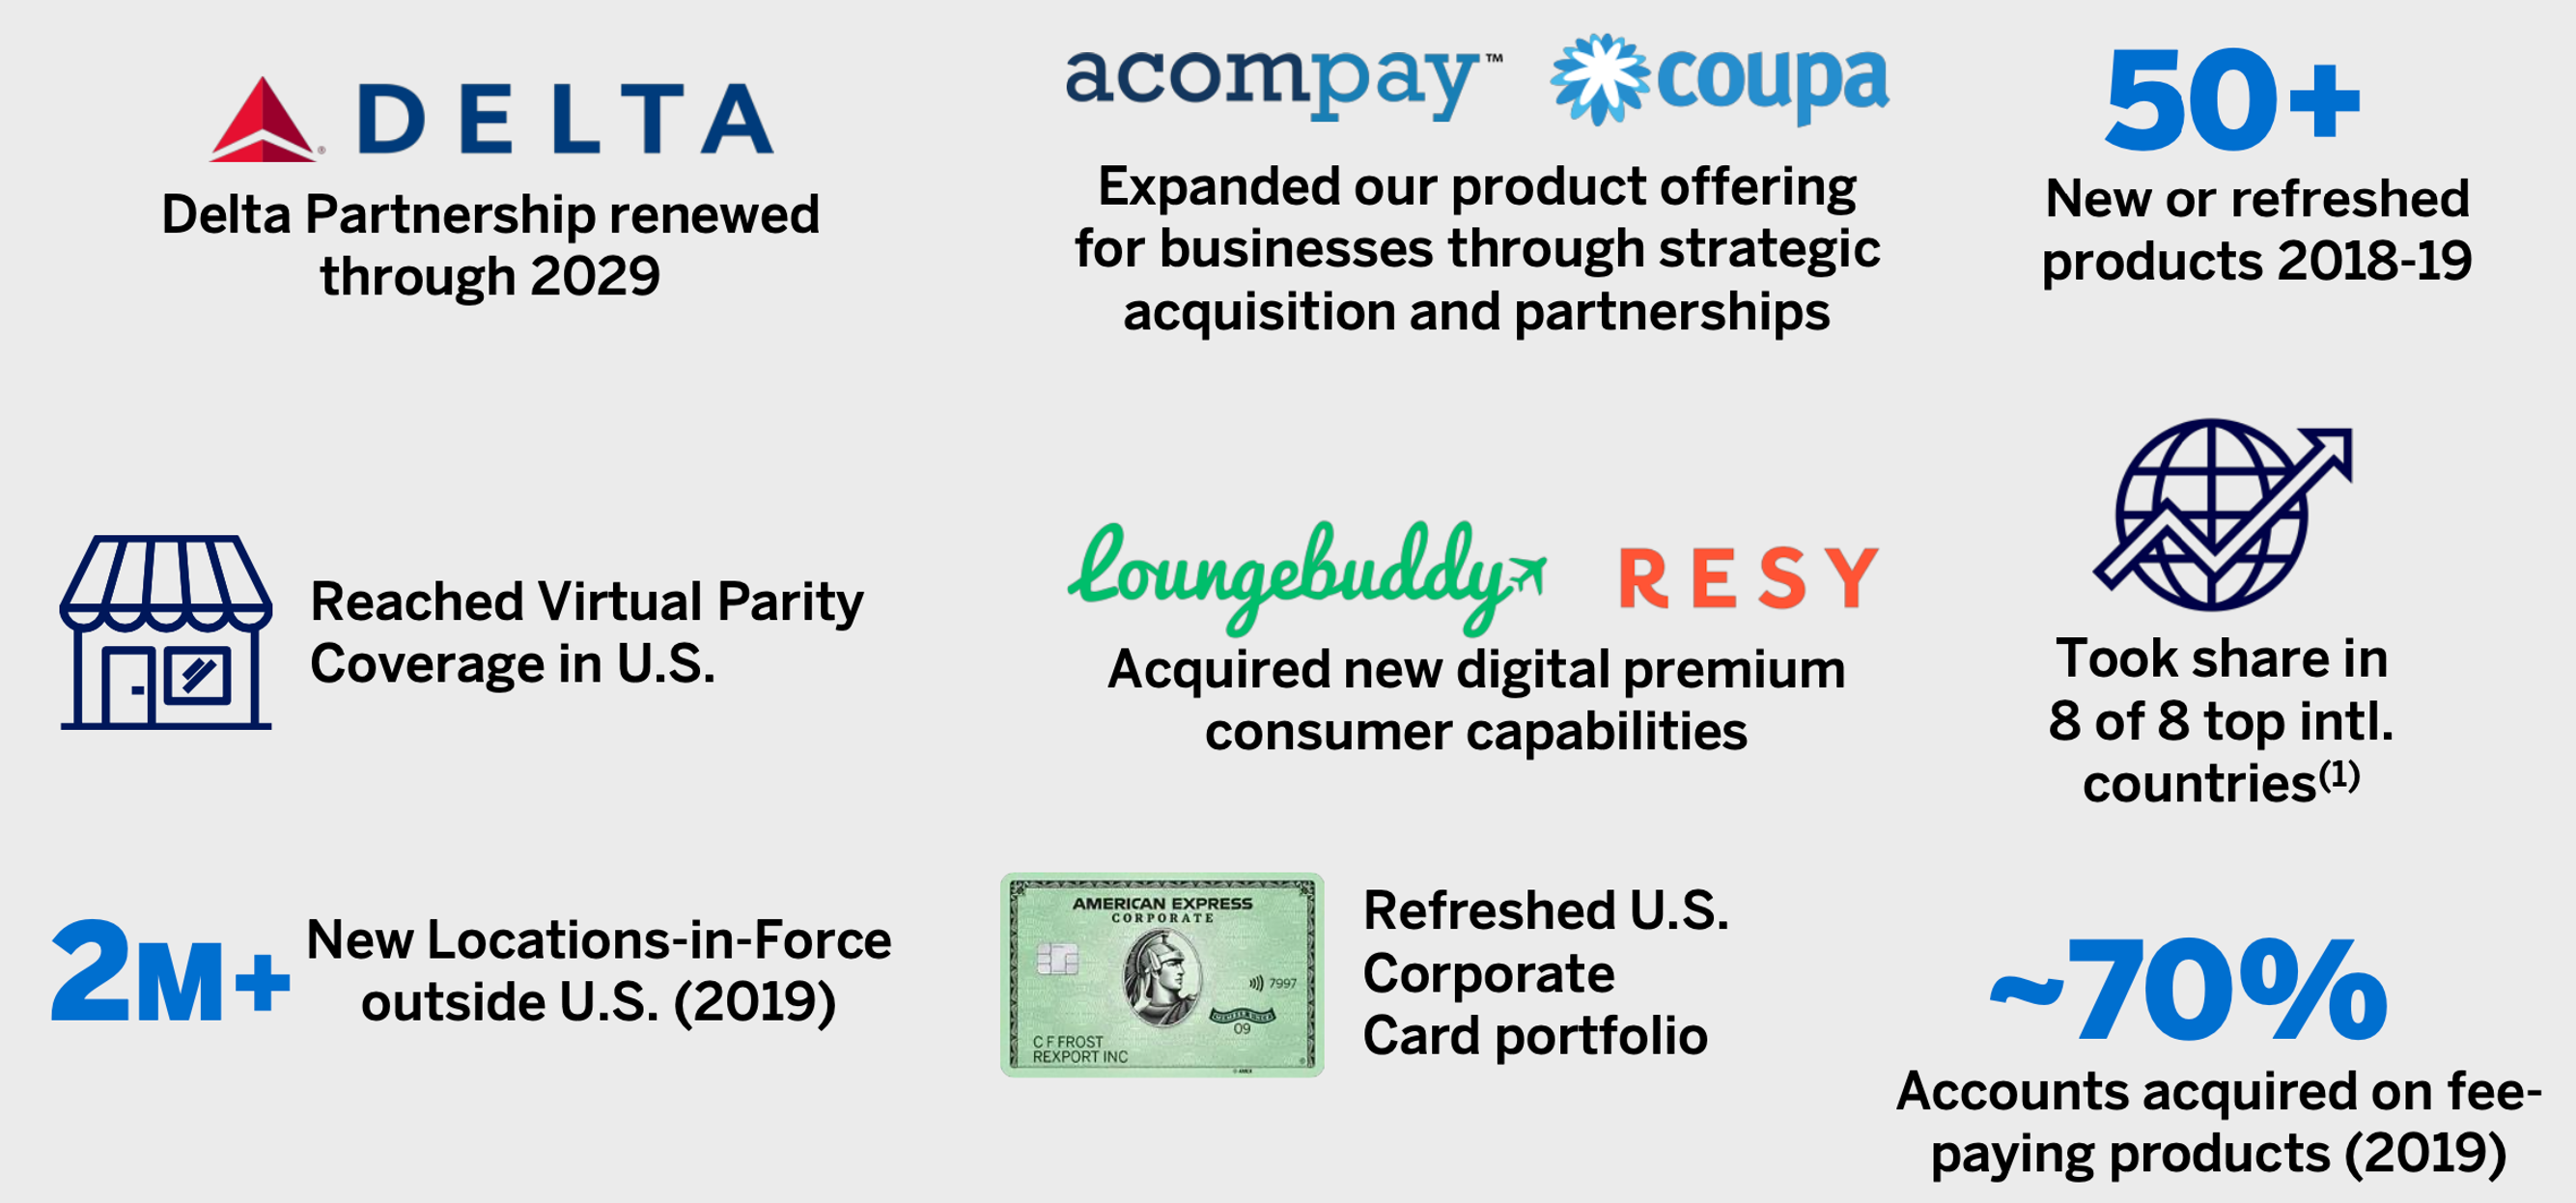 DELTA
Delta Partnership renewed
through 2029
acompay™ coupa
Expanded our product offering
for businesses through strategic
acquisition and partnerships
50+
New or refreshed
products 2018-19
Reached Virtual Parity
Coverage in U.S.
loungebuddy RESY
Acquired new digital premium
consumer capabilities
Took share in
8 of 8 top intl.
countries(1)
2M+
New Locations-in-Force
outside U.S. (2019)
AMERICAN EXPRESS
CORPORATE
7997
MEMBER SINCE
09
C F FROST
REXPORT INC
Refreshed U.S.
Corporate
Card portfolio
~70%
Accounts acquired on fee-
paying products (2019)